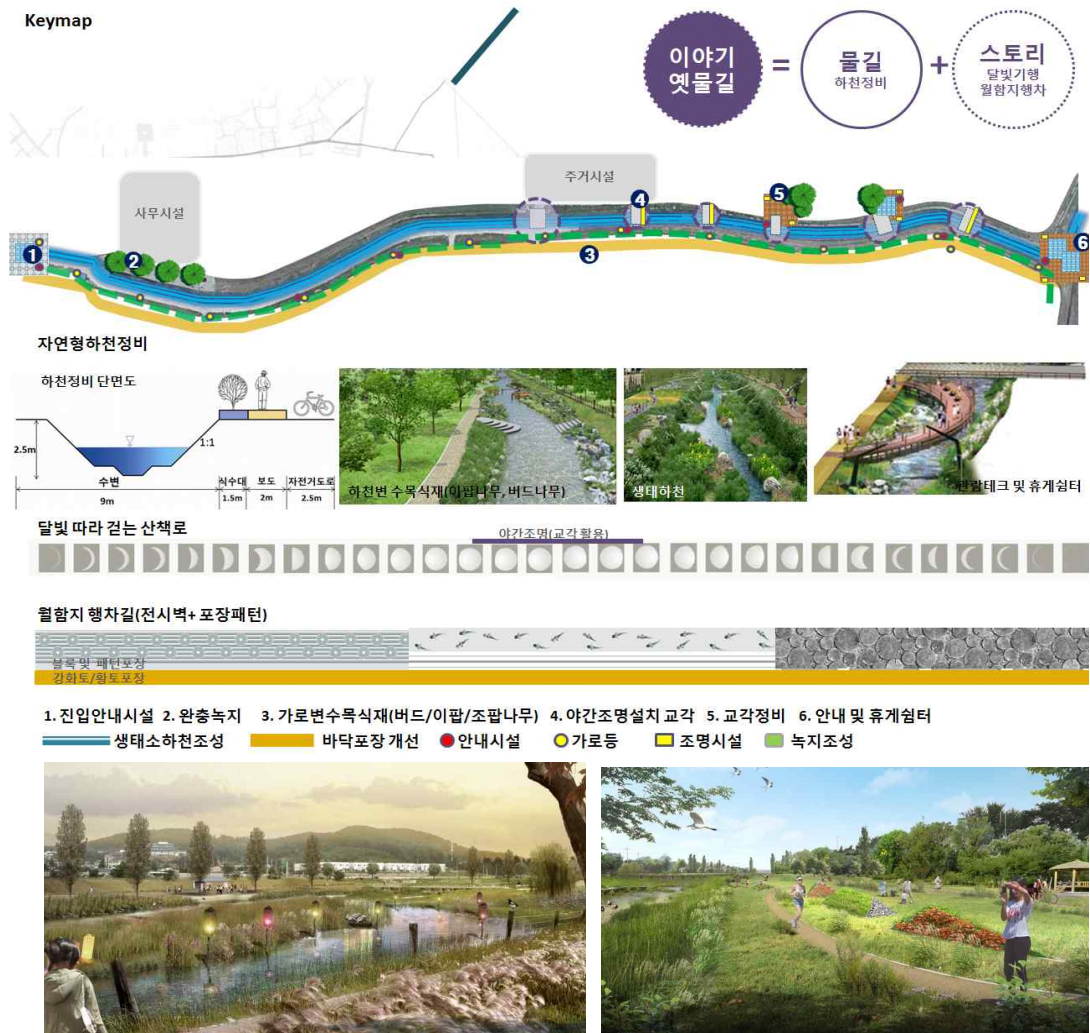 Keymap
이야기
옛물길
=
물길
하천정비
+
스토리
달빛기행
월함지행차
사무시설
주거시설
1
2
3
4
5
6
자연형하천정비
하천정비 단면도
2.5m
1:1
수변
식수대
보도
자전거도로
9m
1.5m
2m
2.5m
하천변 수목식재(이팝나무, 버드나무)
생태하천
관람테크 및 휴게쉼터
달빛 따라 걷는 산책로
야간조명(교각 활용)
월함지 행차길(전시벽+ 포장패턴)
블록 및 패턴포장
강화토/황토포장
1. 진입안내시설 2. 완충녹지 3. 가로변수목식재(버드/이팝/조팝나무) 4. 야간조명설치 교각 5. 교각정비 6. 안내 및 휴게쉼터
생태소하천조성 바닥포장 개선 안내시설 가로등 조명시설 녹지조성